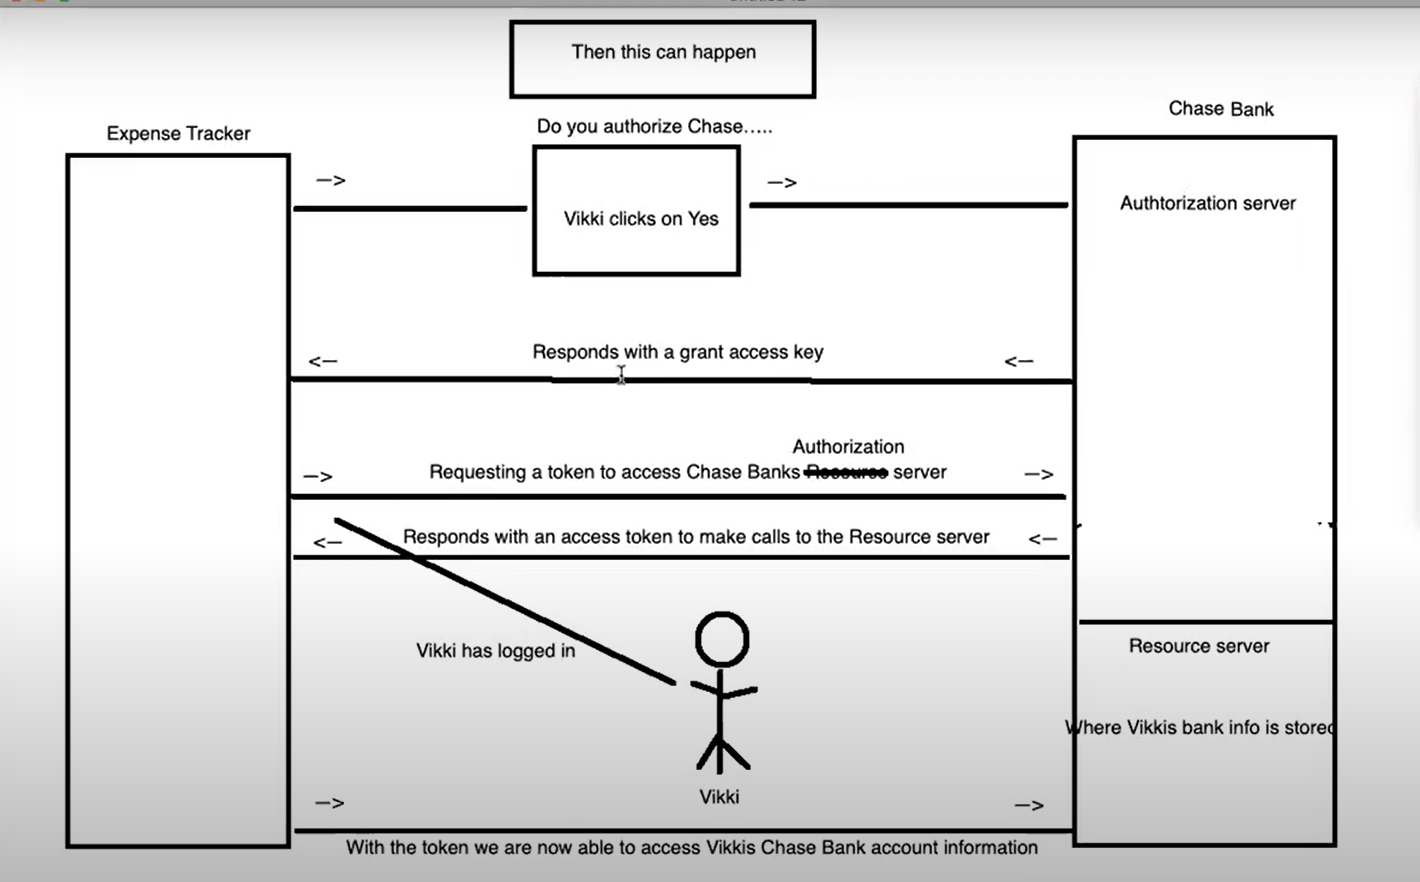 Then this can happen
Do you authorize Chase.....
Chase Bank
Expense Tracker
—>
—>
Vikki clicks on Yes
Authtorization server
Responds with a grant access key
<—
<—
Authorization
—>
Requesting a token to access Chase Banks Resource server
—>
<—
Responds with an access token to make calls to the Resource server
<—
Vikki has logged in
Resource server
Where Vikkis bank info is stored
Vikki
—>
—>
With the token we are now able to access Vikkis Chase Bank account information